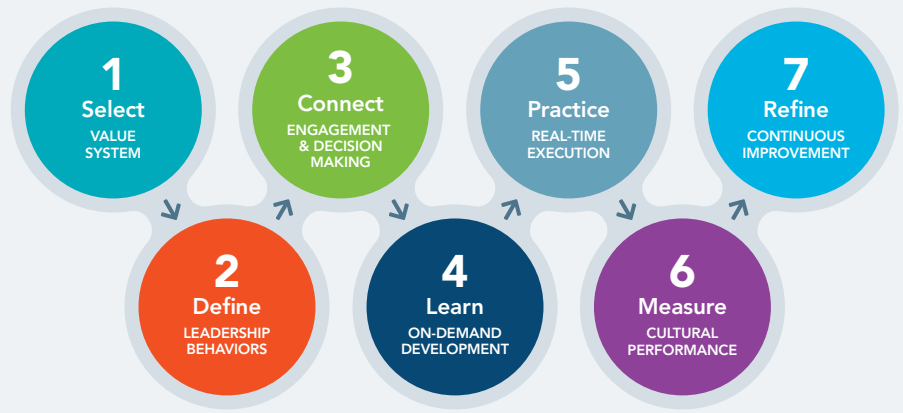 1
Select
VALUE
SYSTEM
2
Define
LEADERSHIP
BEHAVIORS
3
Connect
ENGAGEMENT
& DECISION
MAKING
4
Learn
ON-DEMAND
DEVELOPMENT
5
Practice
REAL-TIME
EXECUTION
6
Measure
CULTURAL
PERFORMANCE
7
Refine
CONTINUOUS
IMPROVEMENT